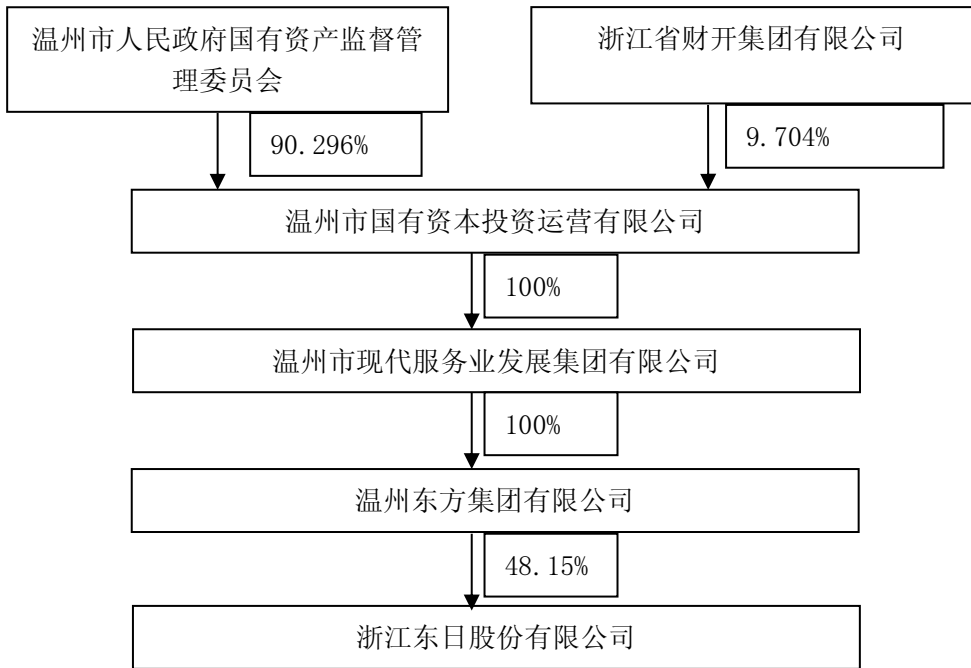 温州市人民政府国有资产监督管
理委员会
浙江省财开集团有限公司
90.296%
9.704%
温州市国有资本投资运营有限公司
100%
温州市现代服务业发展集团有限公司
100%
温州东方集团有限公司
48.15%
浙江东日股份有限公司